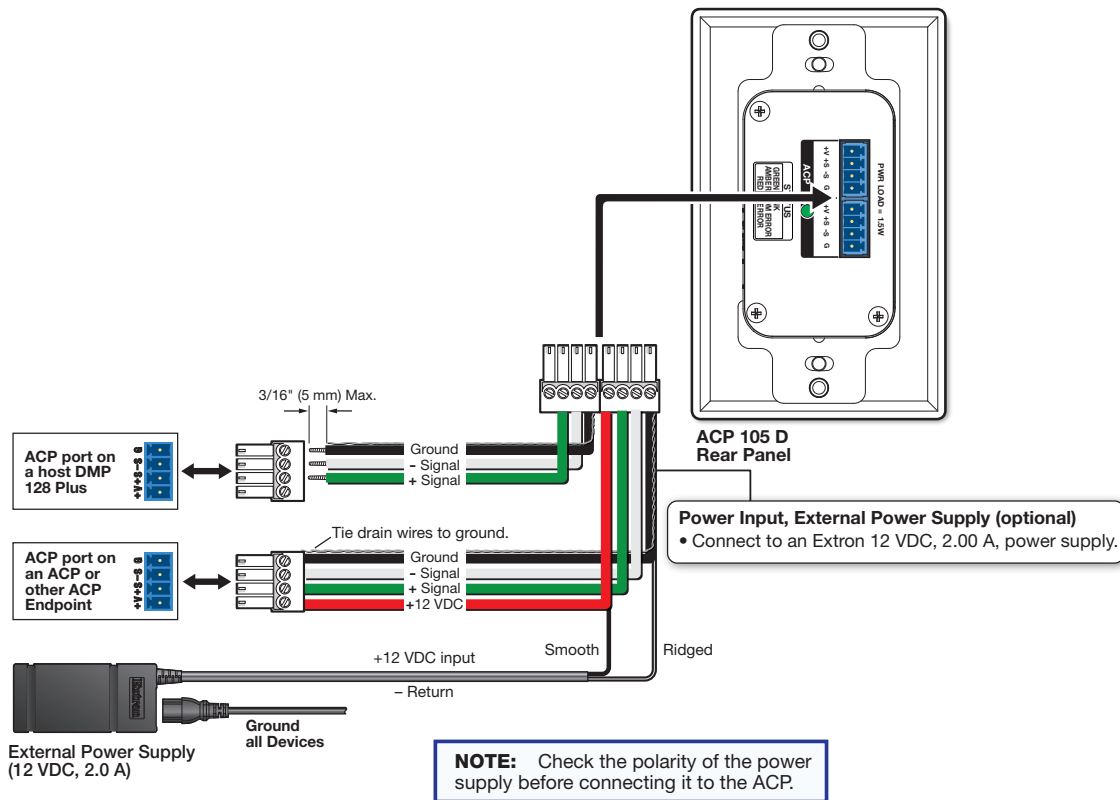 PWR LOAD = 1.5W
+V +S -S G
+V +S -S G
ACP
GREEN
AMBER
RED
OM ERROR
ERROR
3/16" (5 mm) Max.
ACP port on
a host DMP
128 Plus
G -S +S +V
Ground
– Signal
+ Signal
ACP 105 D
Rear Panel
Power Input, External Power Supply (optional)
• Connect to an Extron 12 VDC, 2.00 A, power supply.
Tie drain wires to ground.
ACP port on
an ACP or
other ACP
Endpoint
G -S +S +V
Ground
– Signal
+ Signal
+12 VDC
Smooth
Ridged
+12 VDC input
– Return
Extron
Ground
all Devices
External Power Supply
(12 VDC, 2.0 A)
NOTE: Check the polarity of the power
supply before connecting it to the ACP.